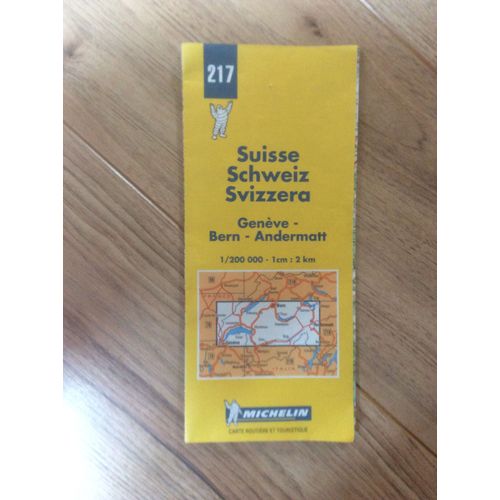 217
Suisse
Schweiz
Svizzera
Genève -
Bern - Andermatt
1/200 000 - 1cm : 2 km
MICHELIN
CARTE ROUTIÈRE ET TOURISTIQUE